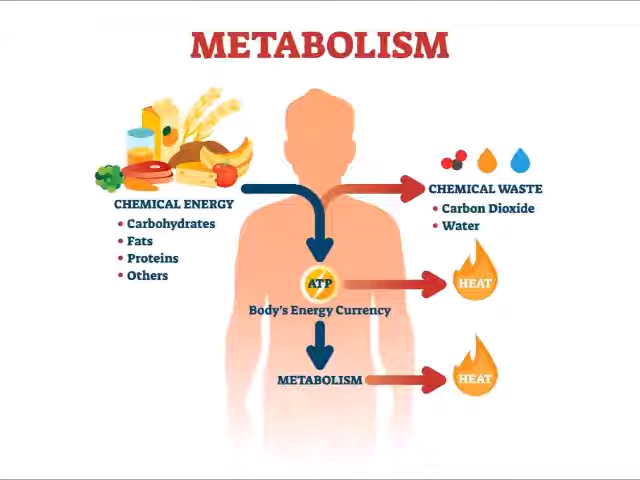 METABOLISM
CHEMICAL ENERGY
• Carbohydrates
• Fats
• Proteins
• Others
CHEMICAL WASTE
• Carbon Dioxide
• Water
ATP
HEAT
Body's Energy Currency
METABOLISM
HEAT